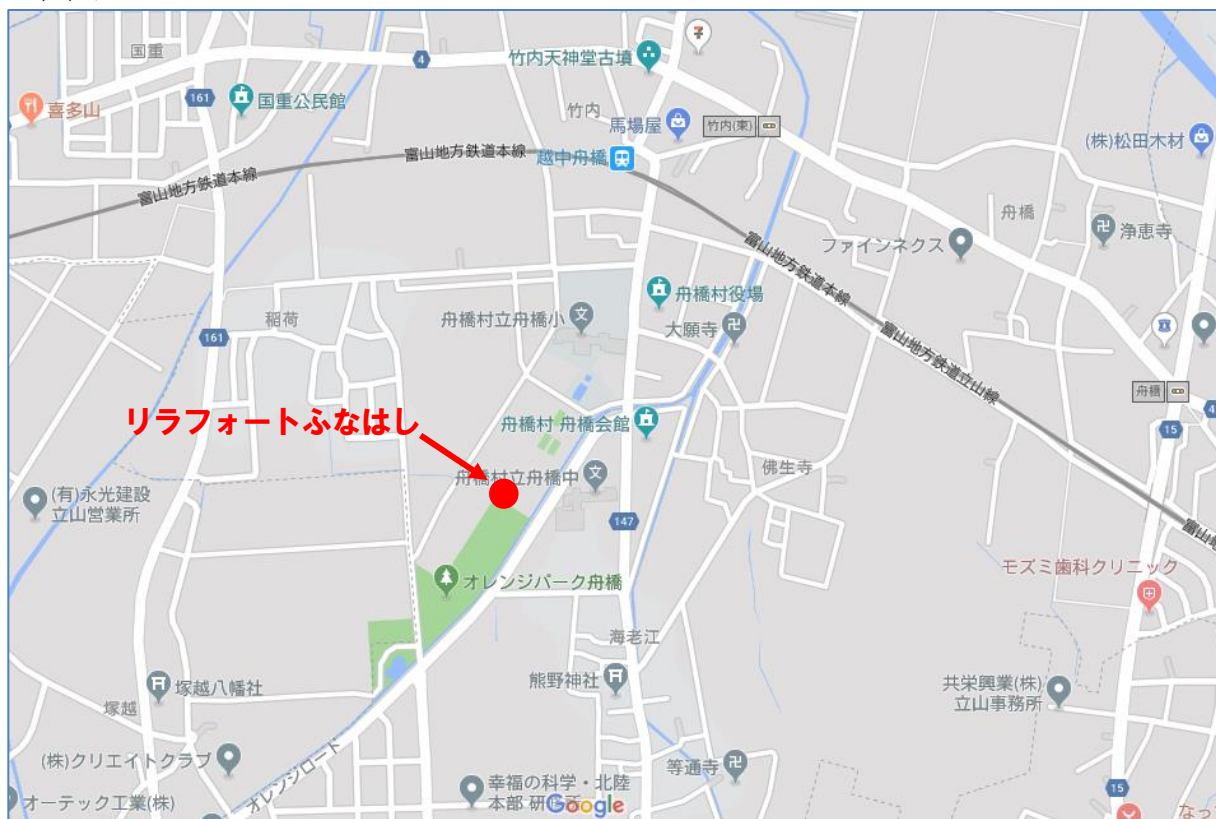 国重
4
竹内天神堂古墳
161
国重公民館
喜多山
竹内
馬場屋
竹内(東)
(株)松田木材
富山地方鉄道本線
越中舟橋
富山地方鉄道本線
舟橋
浄恵寺
ファインネクス
富山地方鉄道本線
舟橋村役場
稲荷
舟橋村立舟橋小
大願寺
161
富山地方鉄道立山線
舟橋
4
15
リラフォートふなはし
舟橋村 舟橋会館
舟橋村立舟橋中
佛生寺
(有)永光建設
立山営業所
147
富山地
モズミ歯科クリニック
オレンジパーク舟橋
海老江
熊野神社
塚越八幡社
塚越
共栄興業(株)
立山事務所
(株)クリエイトクラブ
オレンジロード
等通寺
幸福の科学・北陸
本部 研
Google
オーテック工業(株)
15
なっ